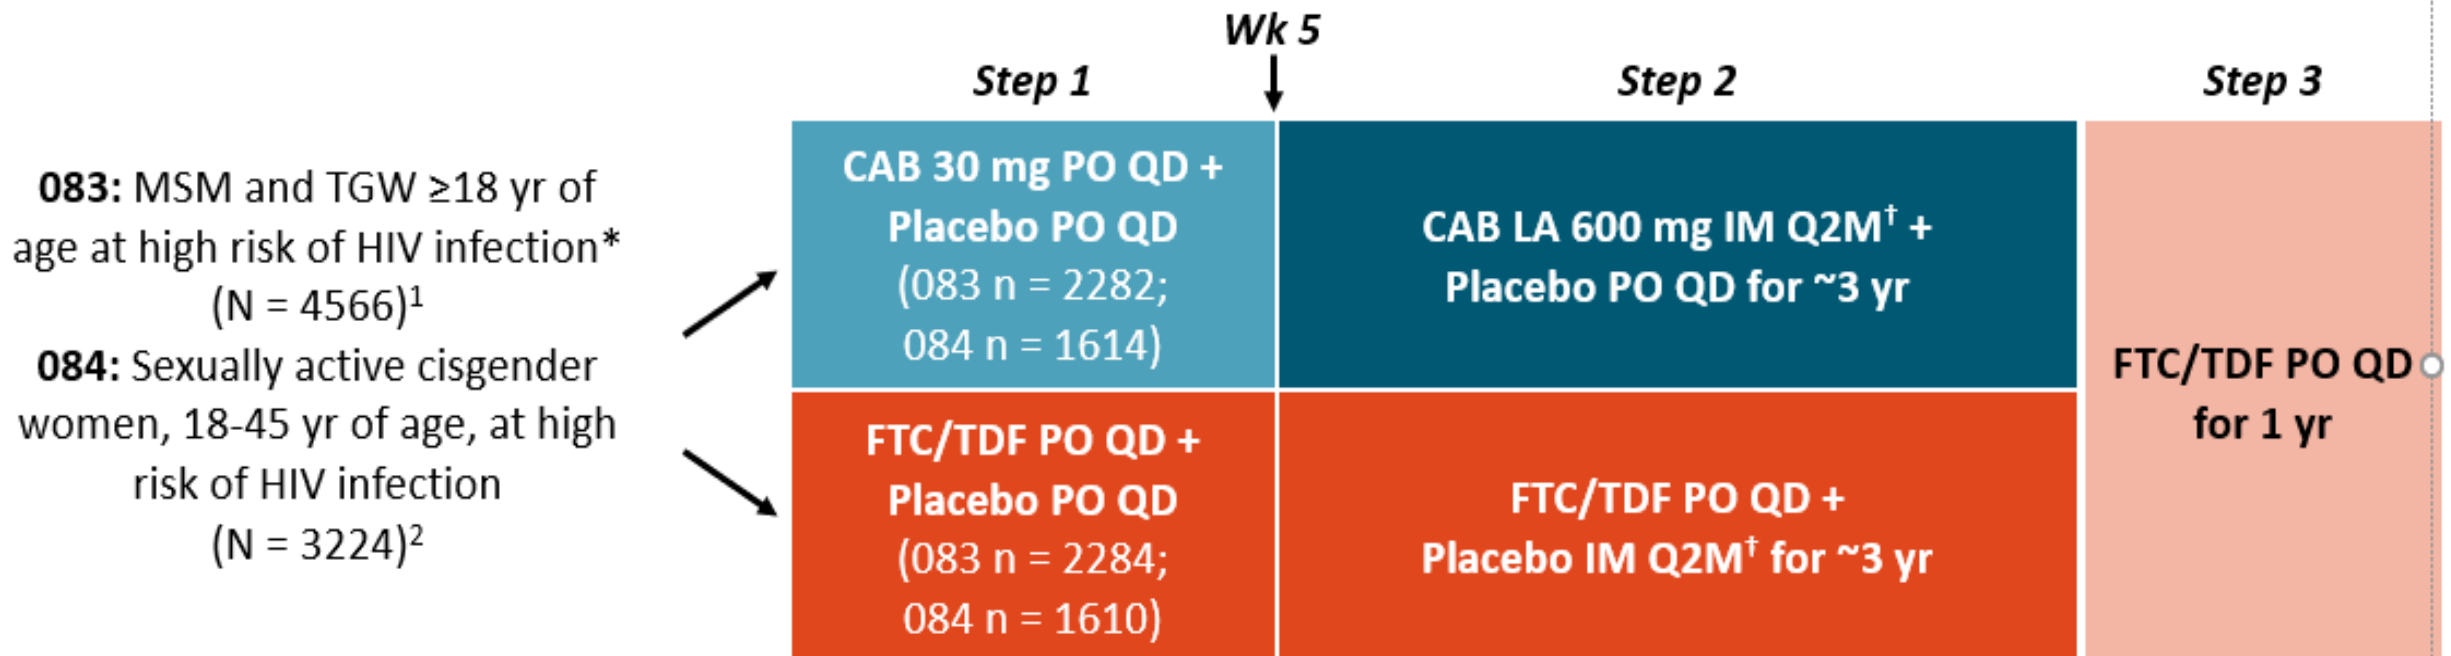 Wk 5
Step 1
Step 2
Step 3
083: MSM and TGW ≥18 yr of
age at high risk of HIV infection*
(N = 4566)¹
084: Sexually active cisgender
women, 18-45 yr of age, at high
risk of HIV infection
(N = 3224)²
CAB 30 mg PO QD +
Placebo PO QD
(083 n = 2282;
084 n = 1614)
CAB LA 600 mg IM Q2M† +
Placebo PO QD for ~3 yr
FTC/TDF PO QD +
Placebo PO QD
(083 n = 2284;
084 n = 1610)
FTC/TDF PO QD +
Placebo IM Q2M† for ~3 yr
FTC/TDF PO QD
for 1 yr